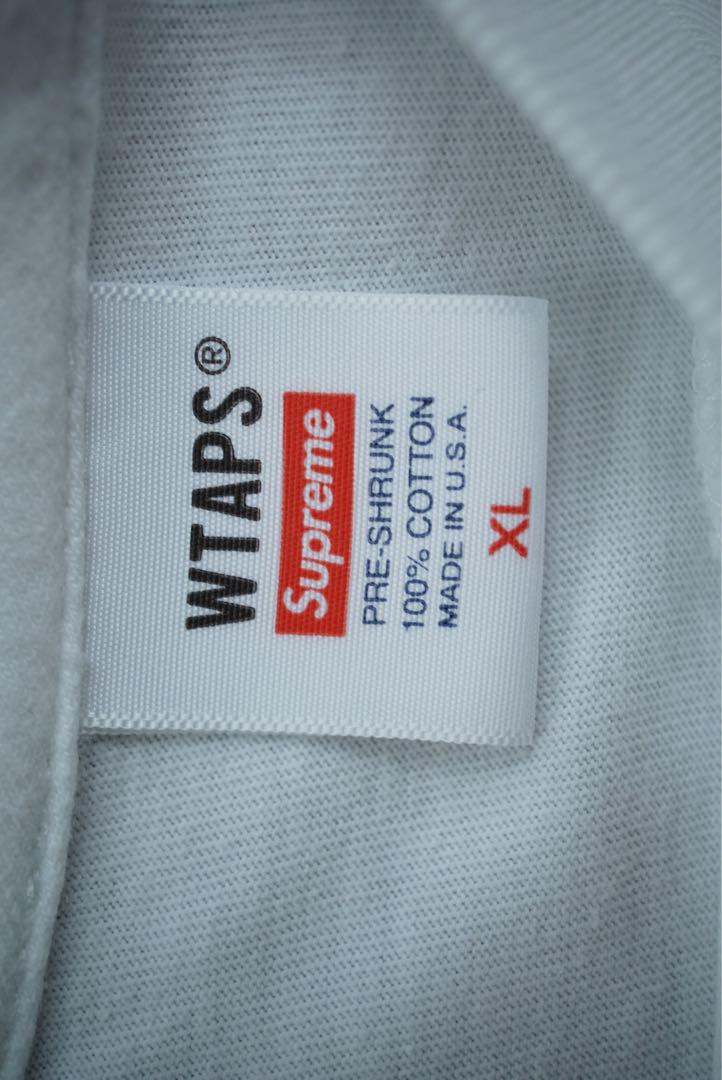 WTAPS®
Supreme
PRE-SHRUNK
100% COTTON
MADE IN U.S.A.
XL